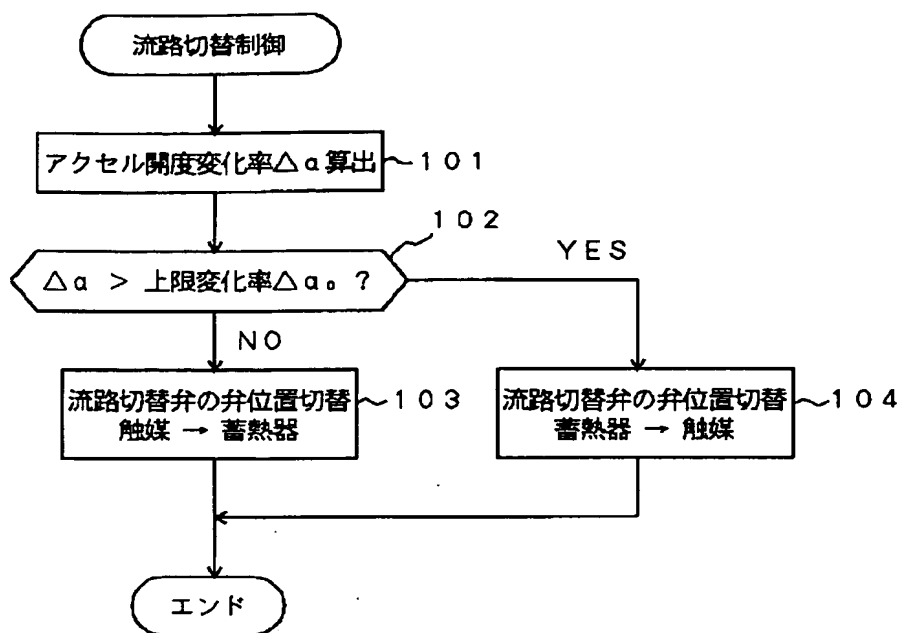 流路切替制御
アクセル開度変化率△α算出
101
102
△α > 上限変化率△α₀ ?
YES
NO
流路切替弁の弁位置切替
触媒 → 蓄熱器
103
流路切替弁の弁位置切替
蓄熱器 → 触媒
104
エンド